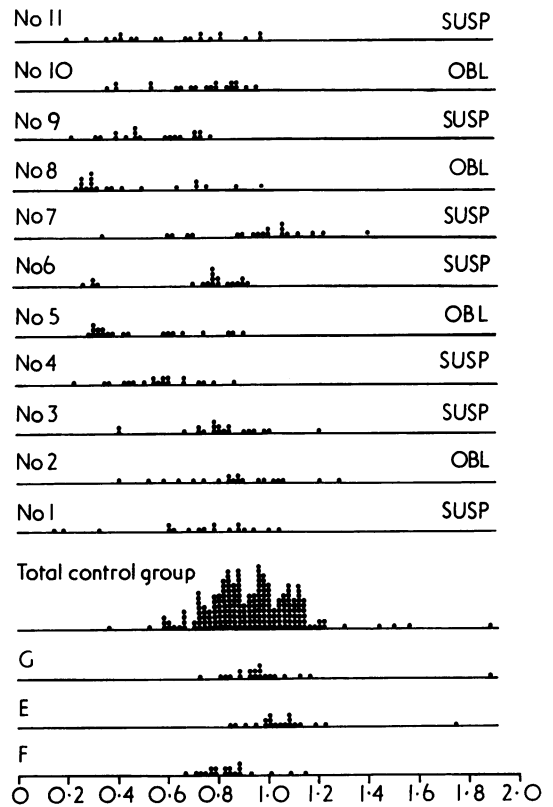 No 11 SUSP
No 10 OBL
No 9 SUSP
No 8 OBL
No 7 SUSP
No6 SUSP
No 5 OBL
No 4 SUSP
No 3 SUSP
No 2 OBL
No 1 SUSP
Total control group
G
E
F
0 0·2 0·4 0·6 0·8 1·0 1·2 1·4 1·6 1·8 2·0